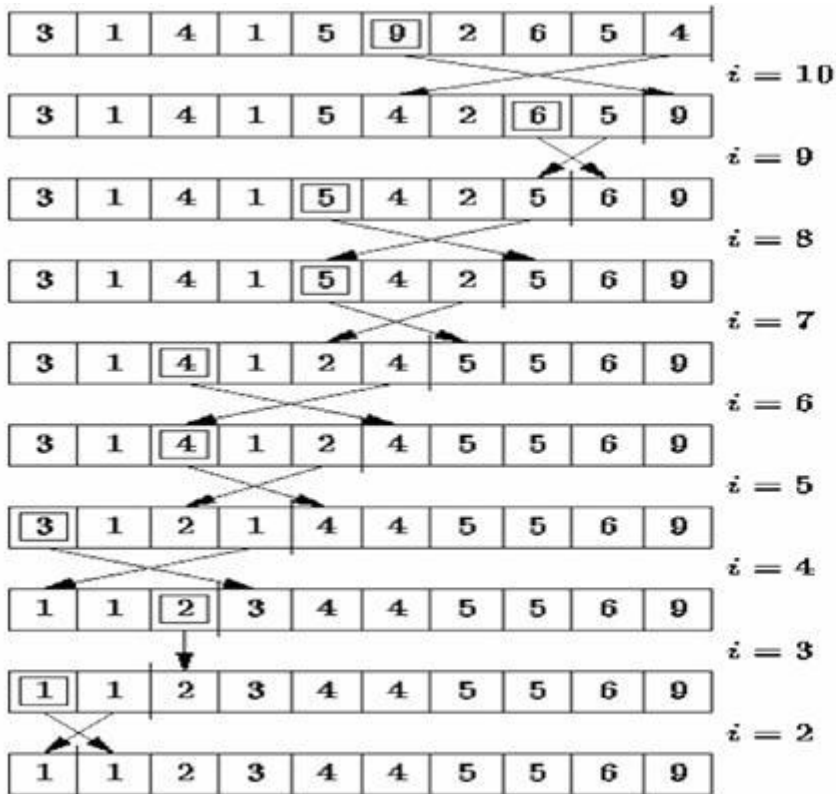 3 1 4 1 5 9 2 6 5 4
i = 10
3 1 4 1 5 4 2 6 5 9
i = 9
3 1 4 1 5 4 2 5 6 9
i = 8
3 1 4 1 5 4 2 5 6 9
i = 7
3 1 4 1 2 4 5 5 6 9
i = 6
3 1 4 1 2 4 5 5 6 9
i = 5
3 1 2 1 4 4 5 5 6 9
i = 4
1 1 2 3 4 4 5 5 6 9
i = 3
1 1 2 3 4 4 5 5 6 9
i = 2
1 1 2 3 4 4 5 5 6 9